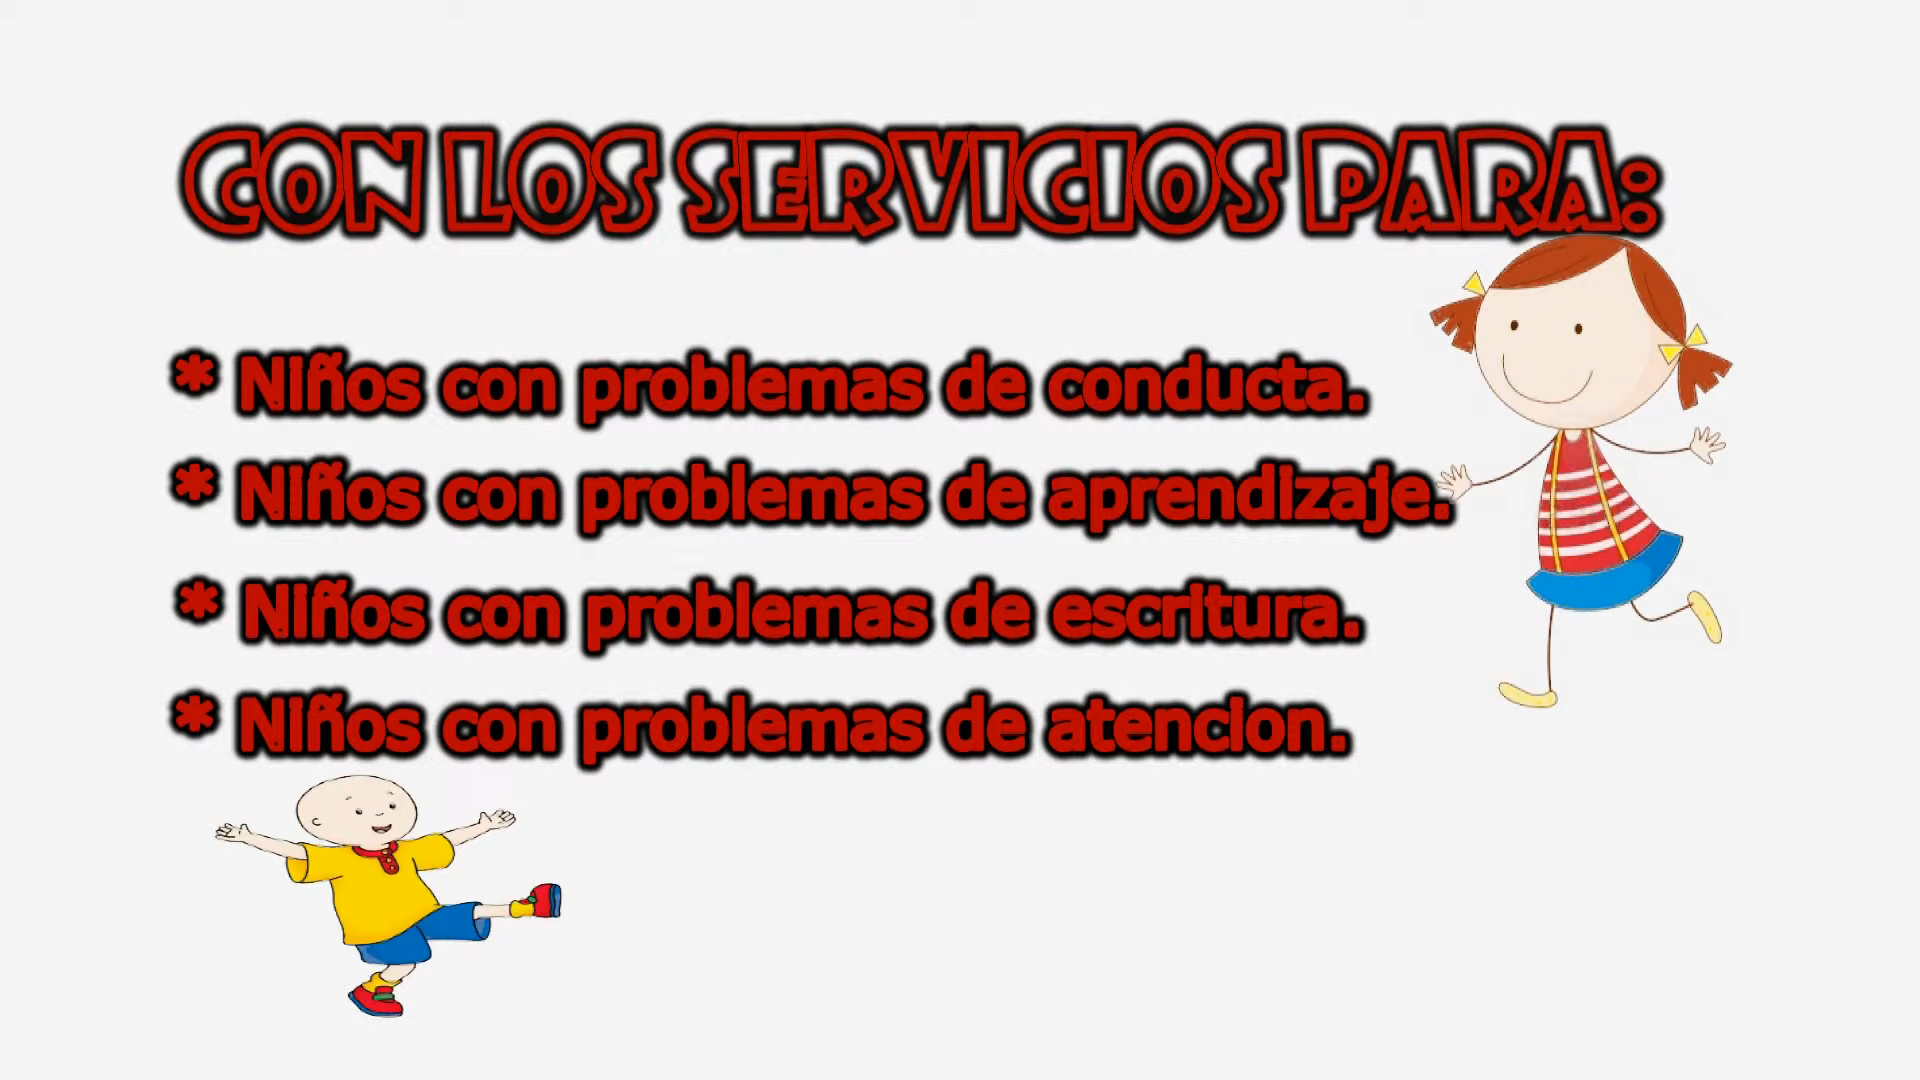 CON LOS SERVICIOS PARA:
* Niños con problemas de conducta.
* Niños con problemas de aprendizaje.
* Niños con problemas de escritura.
* Niños con problemas de atencion.